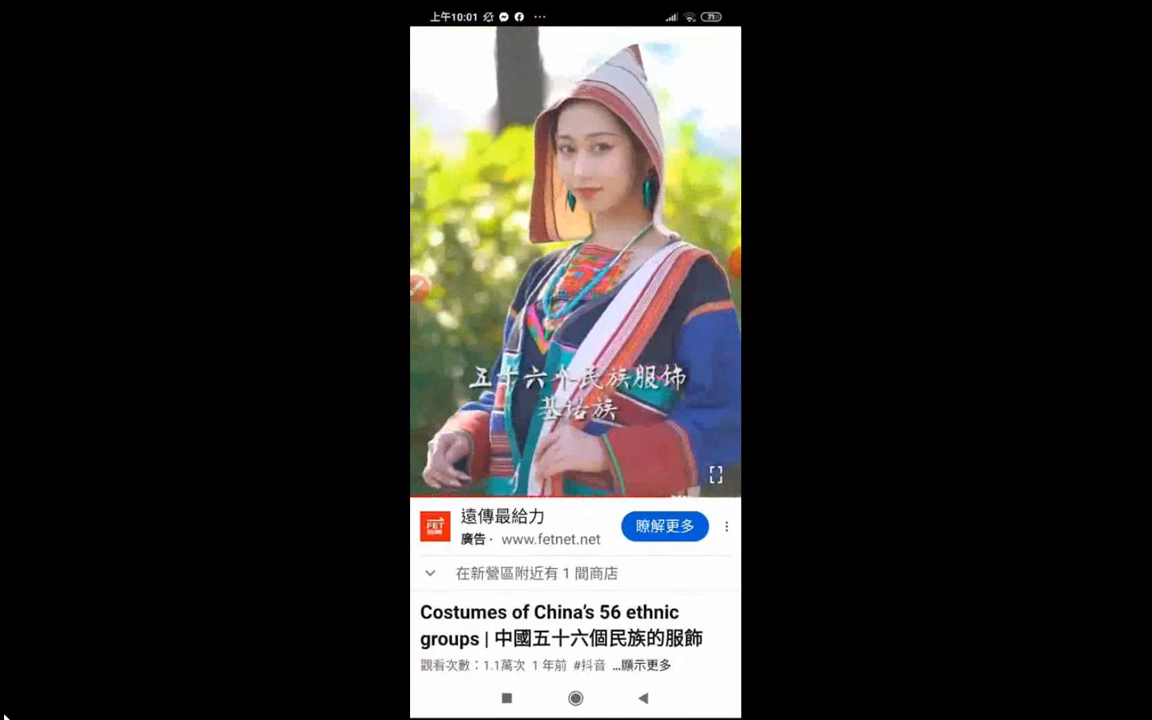 上午10:01
五十六个民族服饰
基诺族
FET
遠傳最給力
廣告 · www.fetnet.net
瞭解更多
在新營區附近有 1 間商店
Costumes of China's 56 ethnic
groups | 中國五十六個民族的服飾
觀看次數：1.1萬次 1 年前 #抖音 ...顯示更多